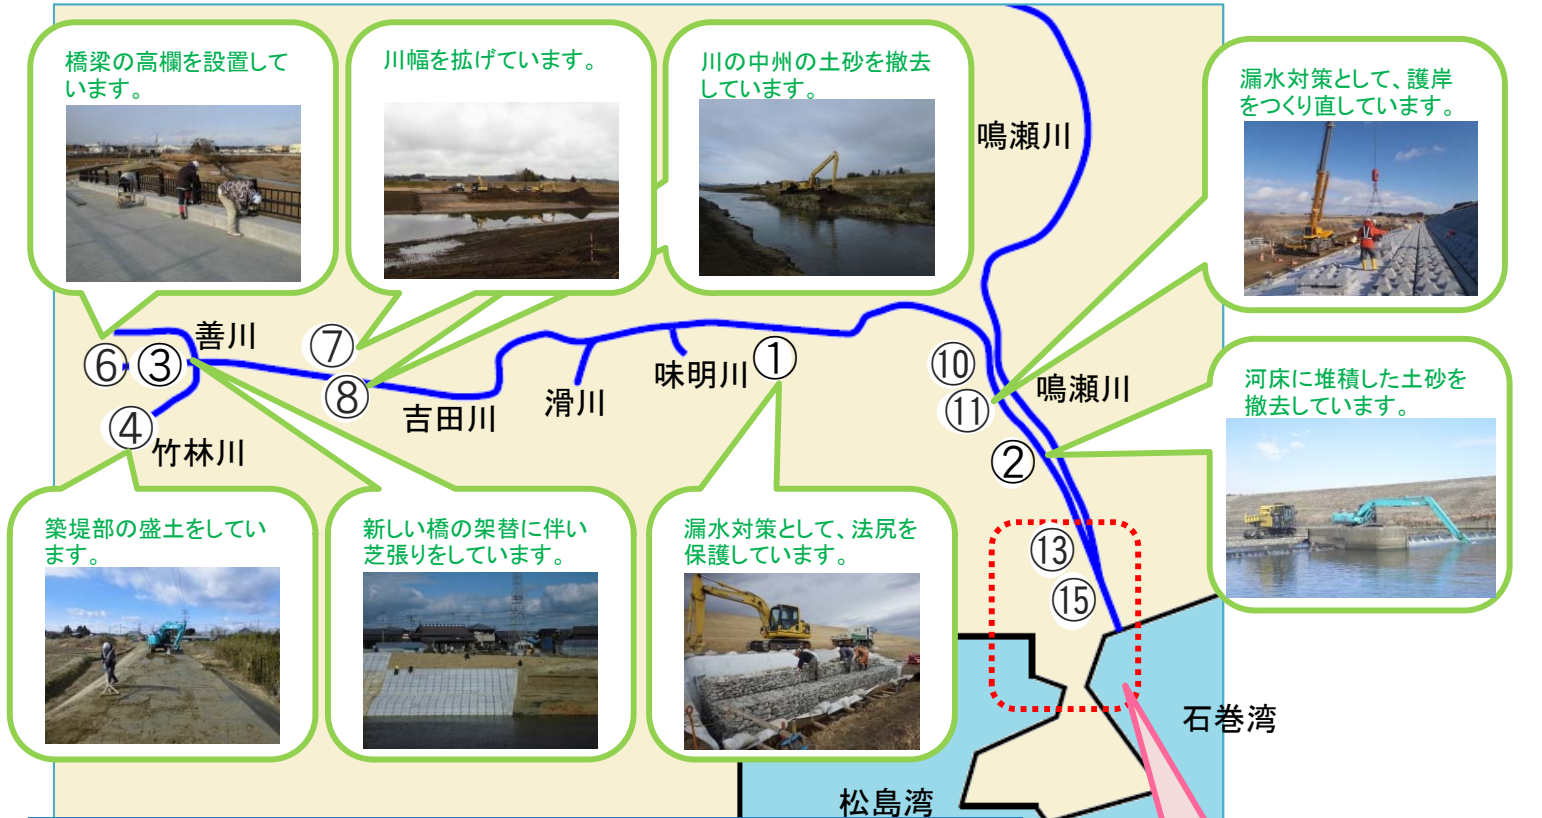 橋梁の高欄を設置して
います。
川幅を拡げています。
川の中州の土砂を撤去
しています。
漏水対策として、護岸
をつくり直しています。
鳴瀬川
善川
⑦
⑥
③
⑧
④
竹林川
吉田川
滑川
味明川
①
⑩
⑪
鳴瀬川
②
河床に堆積した土砂を
撤去しています。
築堤部の盛土をしてい
ます。
新しい橋の架替に伴い
芝張りをしています。
漏水対策として、法尻を
保護しています。
⑬
⑮
石巻湾
松島湾